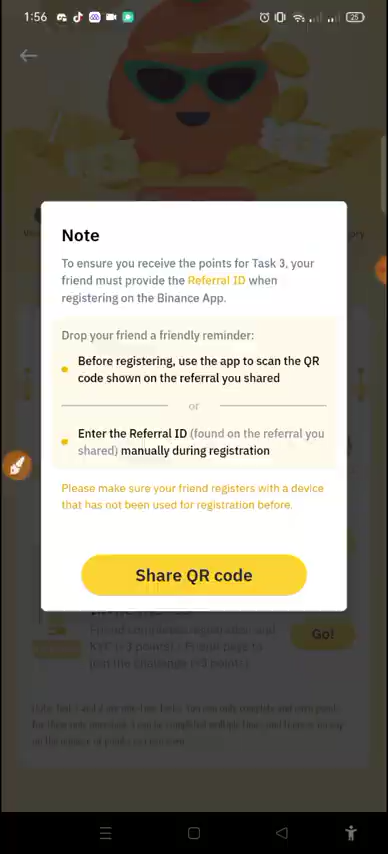 1:56
25
Note
To ensure you receive the points for Task 3, your
friend must provide the Referral ID when
registering on the Binance App.
Drop your friend a friendly reminder:
Before registering, use the app to scan the QR
code shown on the referral you shared
or
Enter the Referral ID (found on the referral you
shared) manually during registration
Please make sure your friend registers with a device
that has not been used for registration before.
Share QR code
Go!